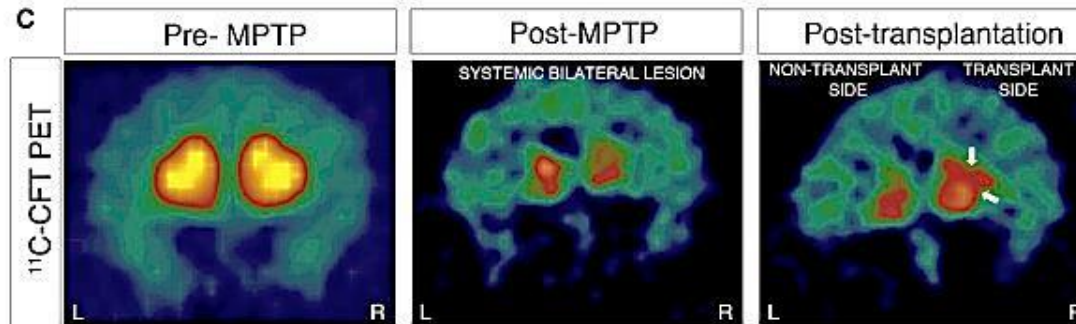 C
Pre- MPTP
Post-MPTP
Post-transplantation
¹¹C-CFT PET
SYSTEMIC BILATERAL LESION
NON-TRANSPLANT
SIDE
TRANSPLANT
SIDE
L
R
L
R
L
R